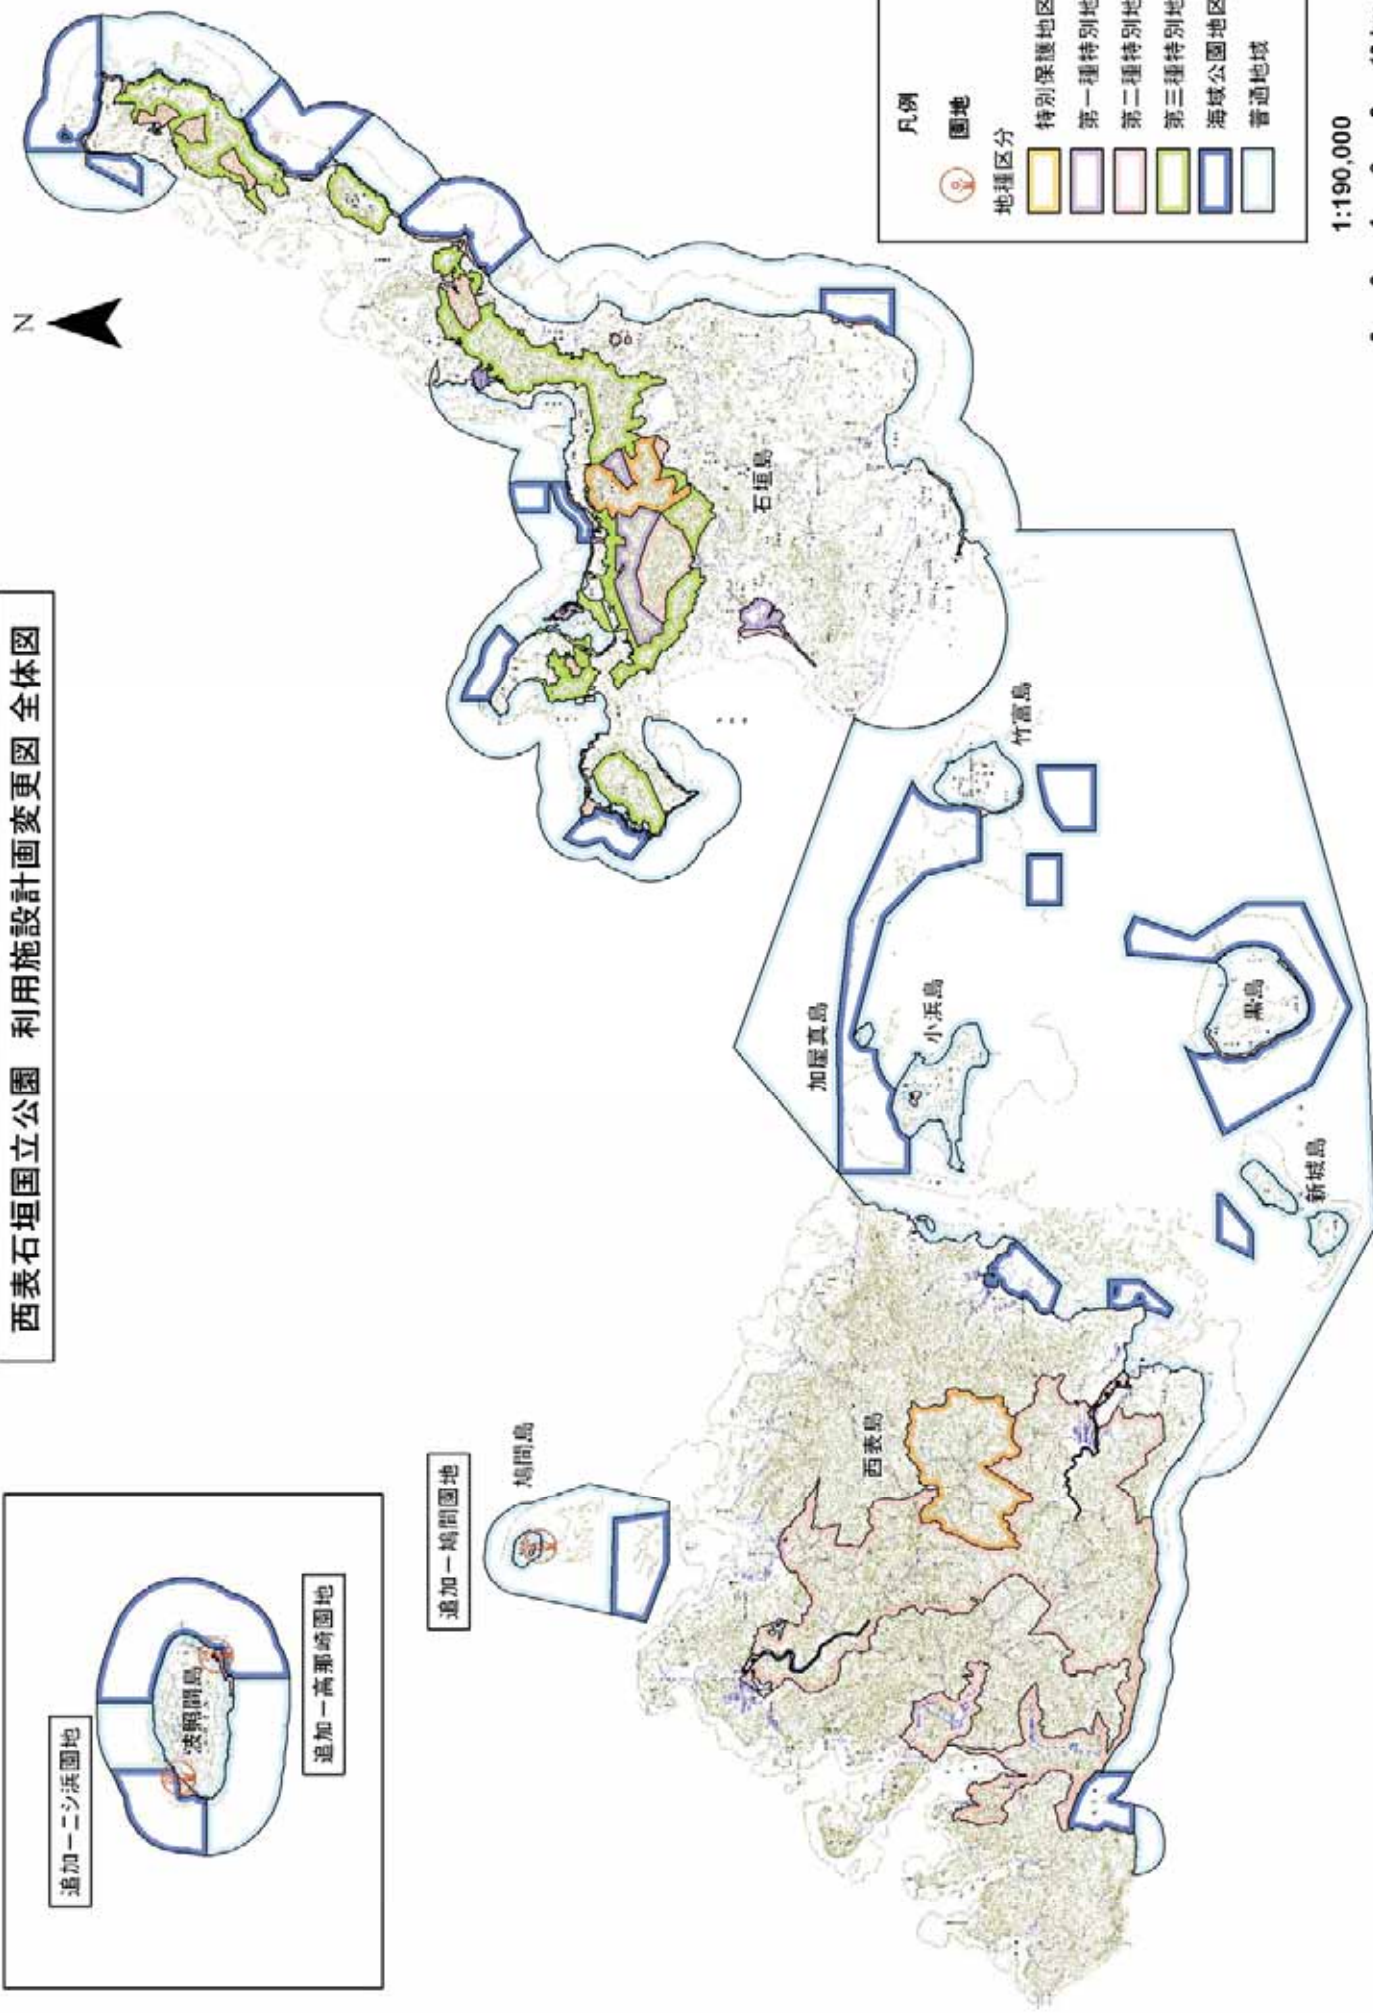 西表石垣国立公園 利用施設計画変更図 全体図
N
追加ーニシ浜園地
波照間島
追加ー高那崎園地
追加ー鳩間園地
鳩間島
西表島
加屋真島
小浜島
竹富島
黒島
新城島
石垣島
凡例
園地
地種区分
特別保護地区
第一種特別地
第二種特別地
第三種特別地
海域公園地区
普通地域
1:190,000